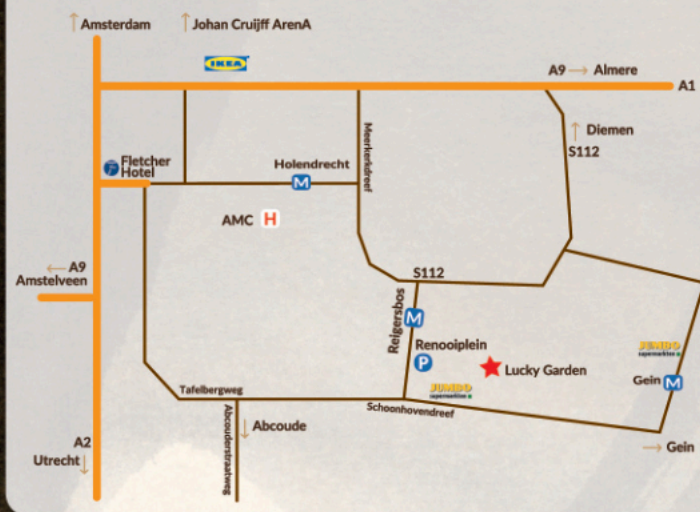 ↑ Amsterdam
↑ Johan Cruijff ArenA
IKEA
A9 → Almere
A1
↑ Diemen
S112
Meerkerkdreef
Fletcher
Hotel
Holendrecht
M
AMC H
← A9
Amstelveen
S112
Reigersbos
M
Renooiplein
P
Lucky Garden
JUMBO
supermarkten
JUMBO
supermarkten
Gein M
Tafelbergweg
Schoonhovendreef
Abcouderstraatweg
↓ Abcoude
A2
Utrecht ↓
→ Gein